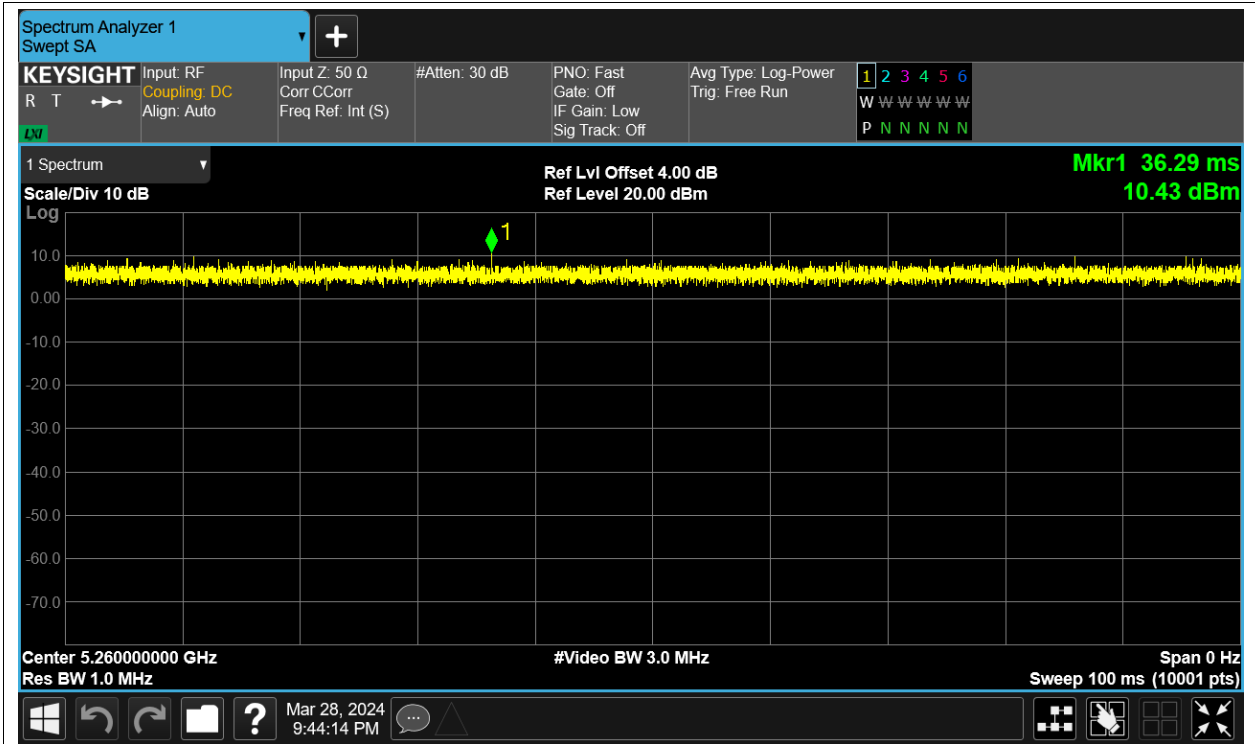 Spectrum Analyzer 1
Swept SA
KEYSIGHT
R T
LXI
Input: RF
Coupling: DC
Align: Auto
Input Z: 50 Ω
Corr CCorr
Freq Ref: Int (S)
#Atten: 30 dB
PNO: Fast
Gate: Off
IF Gain: Low
Sig Track: Off
Avg Type: Log-Power
Trig: Free Run
1 2 3 4 5 6
W W W W W W
P N N N N N
1 Spectrum
Scale/Div 10 dB
Log
Ref Lvl Offset 4.00 dB
Ref Level 20.00 dBm
Mkr1 36.29 ms
10.43 dBm
1
10.0
0.00
-10.0
-20.0
-30.0
-40.0
-50.0
-60.0
-70.0
Center 5.260000000 GHz
Res BW 1.0 MHz
#Video BW 3.0 MHz
Span 0 Hz
Sweep 100 ms (10001 pts)
?
Mar 28, 2024
9:44:14 PM